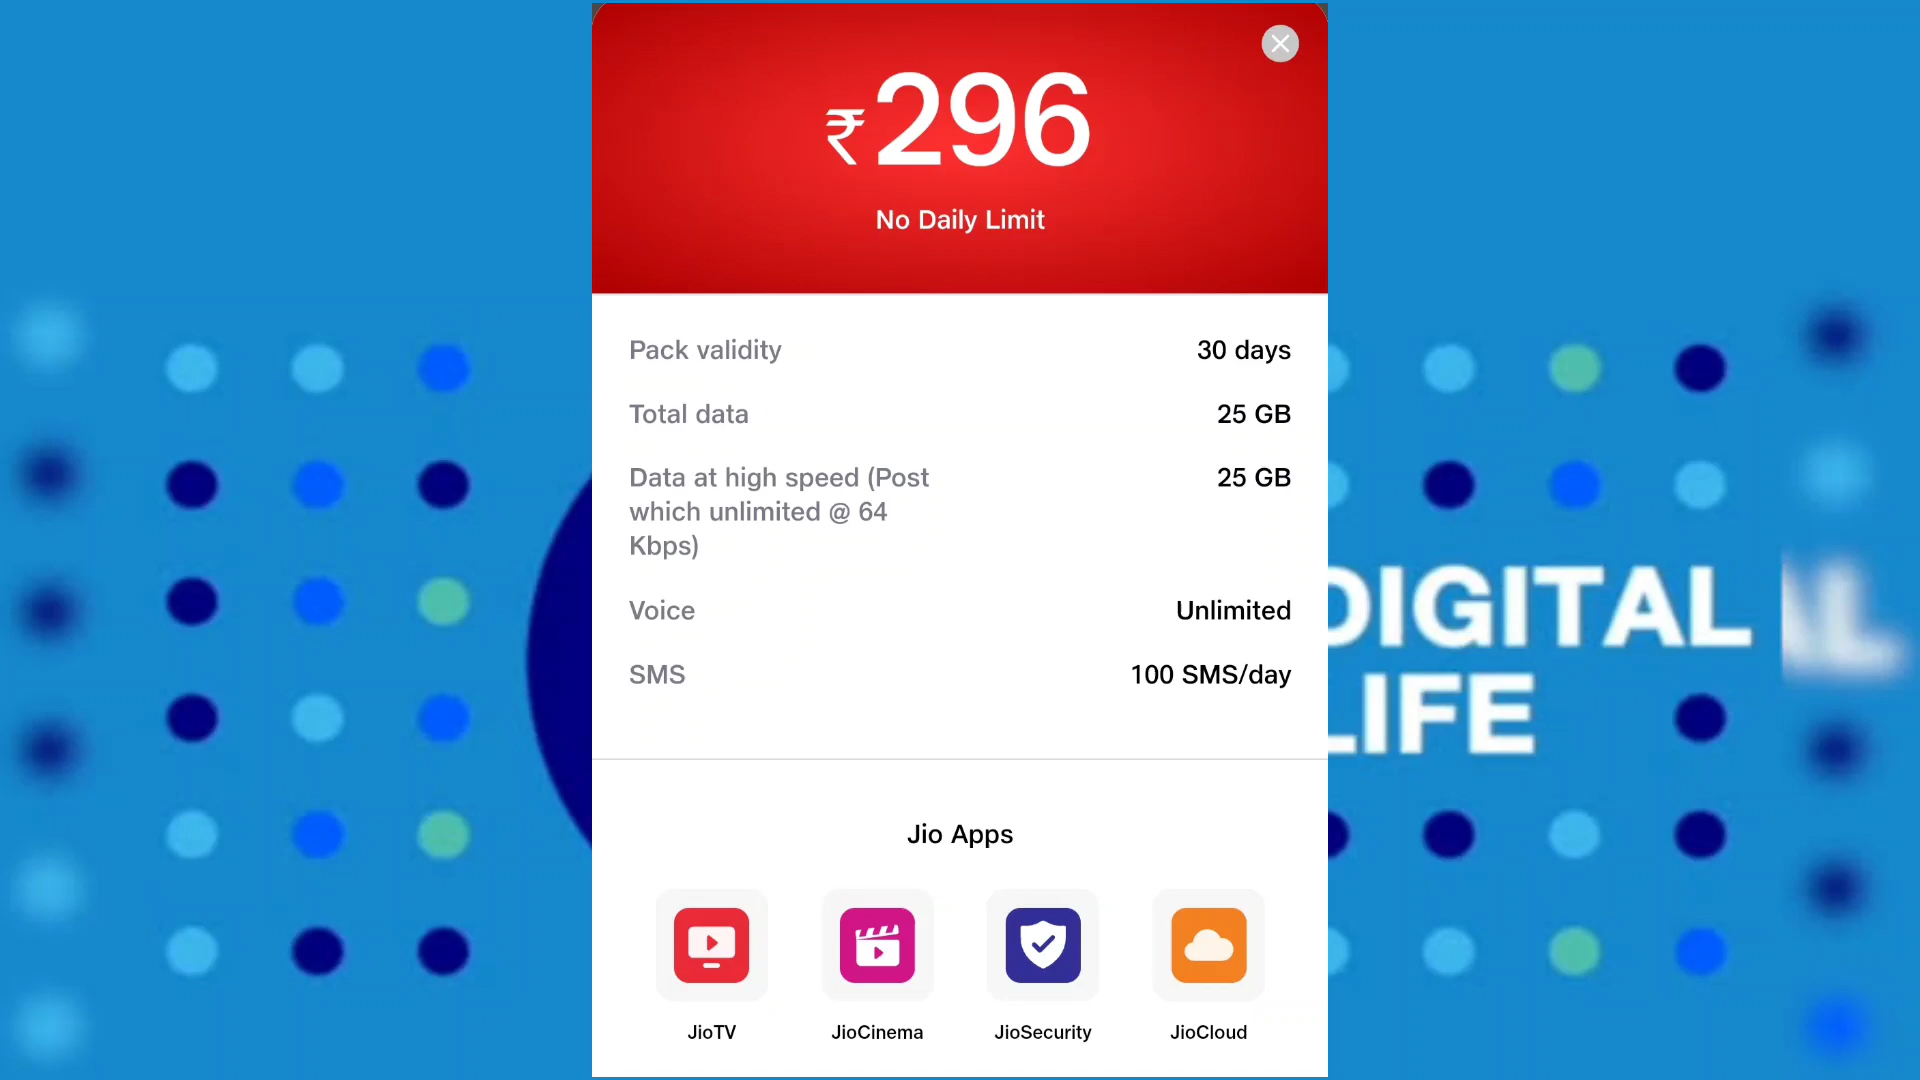 ₹296
No Daily Limit
Pack validity 30 days
Total data 25 GB
Data at high speed (Post 25 GB
which unlimited @ 64
Kbps)
Voice Unlimited
SMS 100 SMS/day
Jio Apps
JioTV JioCinema JioSecurity JioCloud
DIGITAL
LIFE
AL